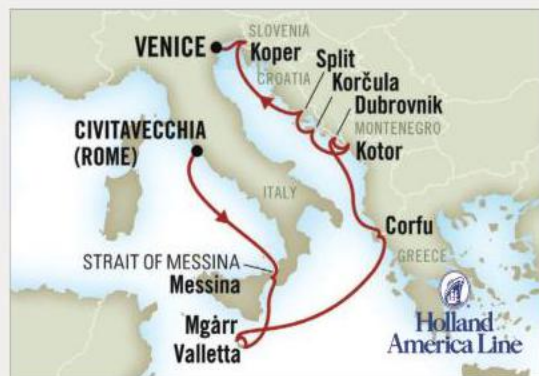 SLOVENIA
VENICE
Koper
Split
CROATIA
Korčula
Dubrovnik
CIVITAVECCHIA
(ROME)
MONTENEGRO
Kotor
ITALY
Corfu
GREECE
STRAIT OF MESSINA
Messina
Mgárr
Valletta
Holland
America Line